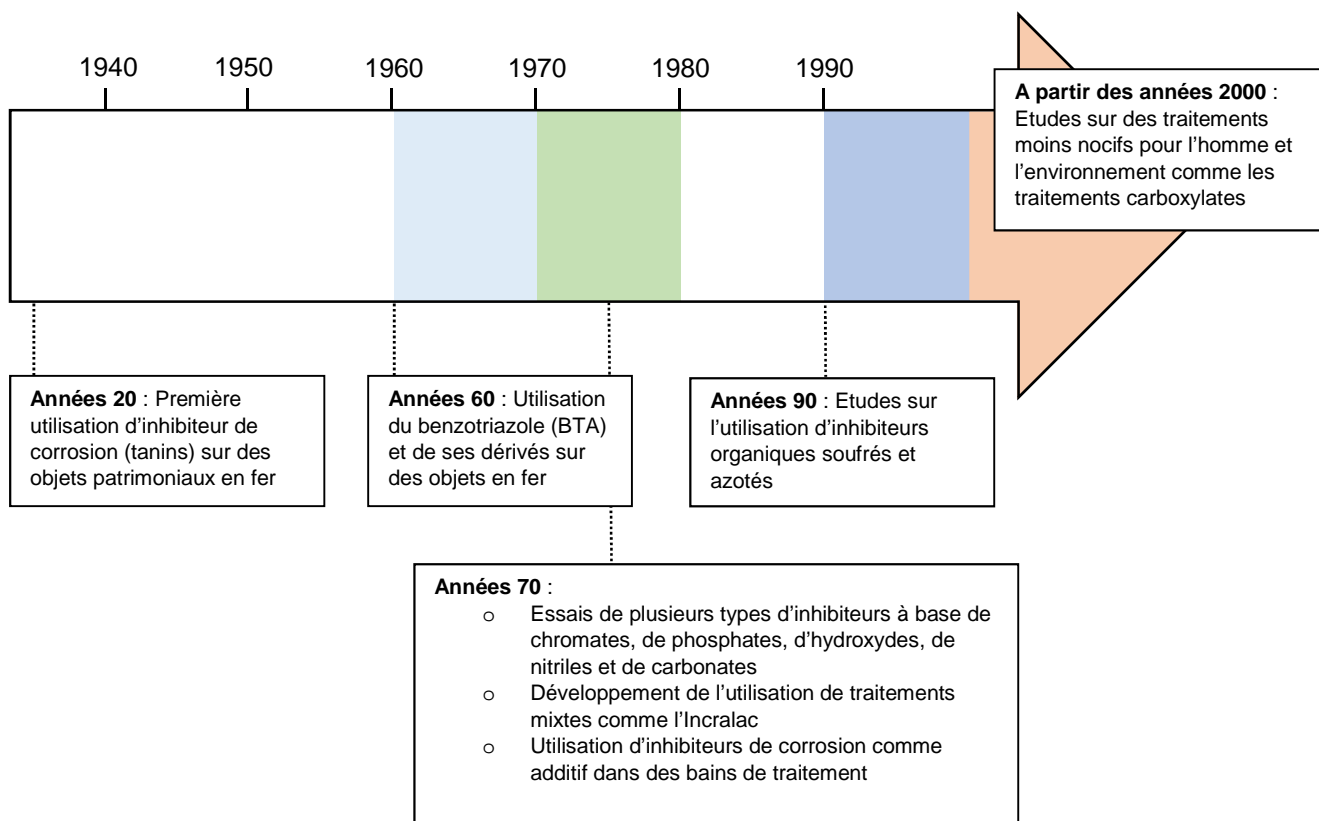 1940 1950 1960 1970 1980 1990
A partir des années 2000 :
Etudes sur des traitements
moins nocifs pour l’homme et
l’environnement comme les
traitements carboxylates
Années 20 : Première
utilisation d’inhibiteur de
corrosion (tanins) sur des
objets patrimoniaux en fer
Années 60 : Utilisation
du benzotriazole (BTA)
et de ses dérivés sur
des objets en fer
Années 90 : Etudes sur
l’utilisation d’inhibiteurs
organiques soufrés et
azotés
Années 70 :
o Essais de plusieurs types d’inhibiteurs à base de
chromates, de phosphates, d’hydroxydes, de
nitriles et de carbonates
o Développement de l’utilisation de traitements
mixtes comme l’Incralac
o Utilisation d’inhibiteurs de corrosion comme
additif dans des bains de traitement